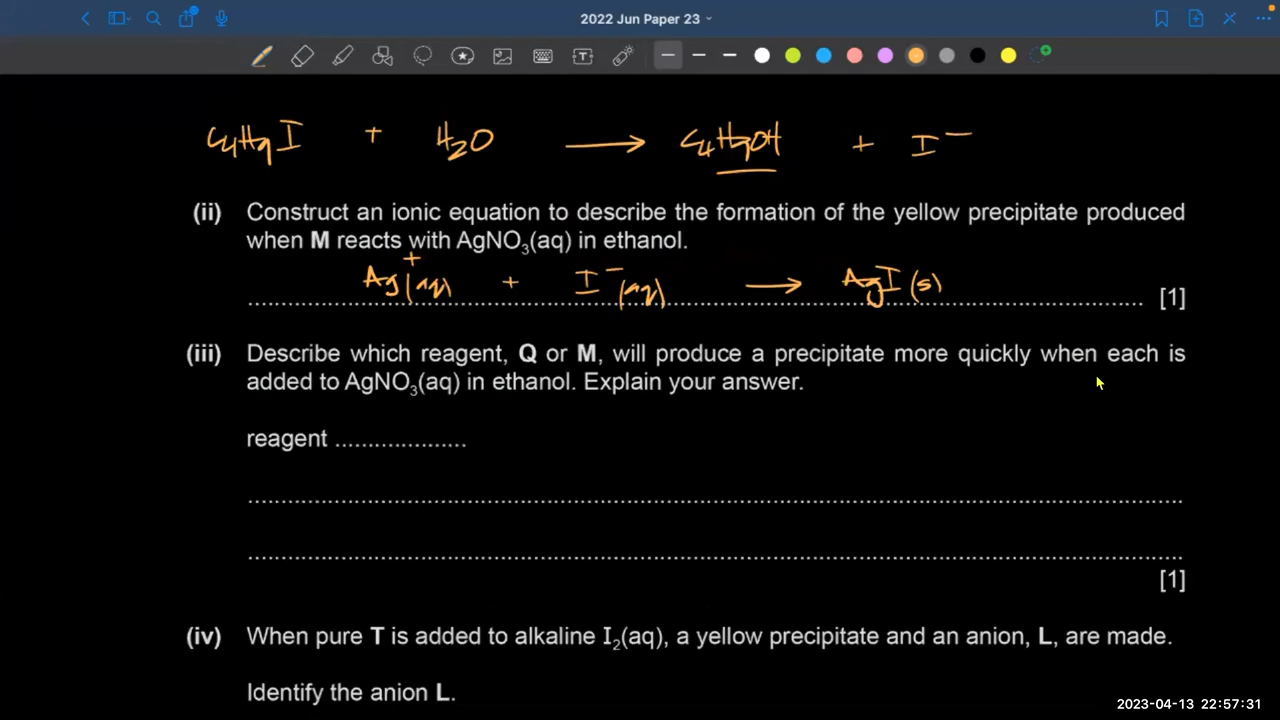 2022 Jun Paper 23
C4H9I + H2O → C4H9OH + I⁻
(ii) Construct an ionic equation to describe the formation of the yellow precipitate produced
when M reacts with AgNO₃(aq) in ethanol.
Ag⁺(aq) + I⁻(aq) → AgI(s)
[1]
(iii) Describe which reagent, Q or M, will produce a precipitate more quickly when each is
added to AgNO₃(aq) in ethanol. Explain your answer.
reagent ....................
[1]
(iv) When pure T is added to alkaline I₂(aq), a yellow precipitate and an anion, L, are made.
Identify the anion L.
2023-04-13 22:57:31